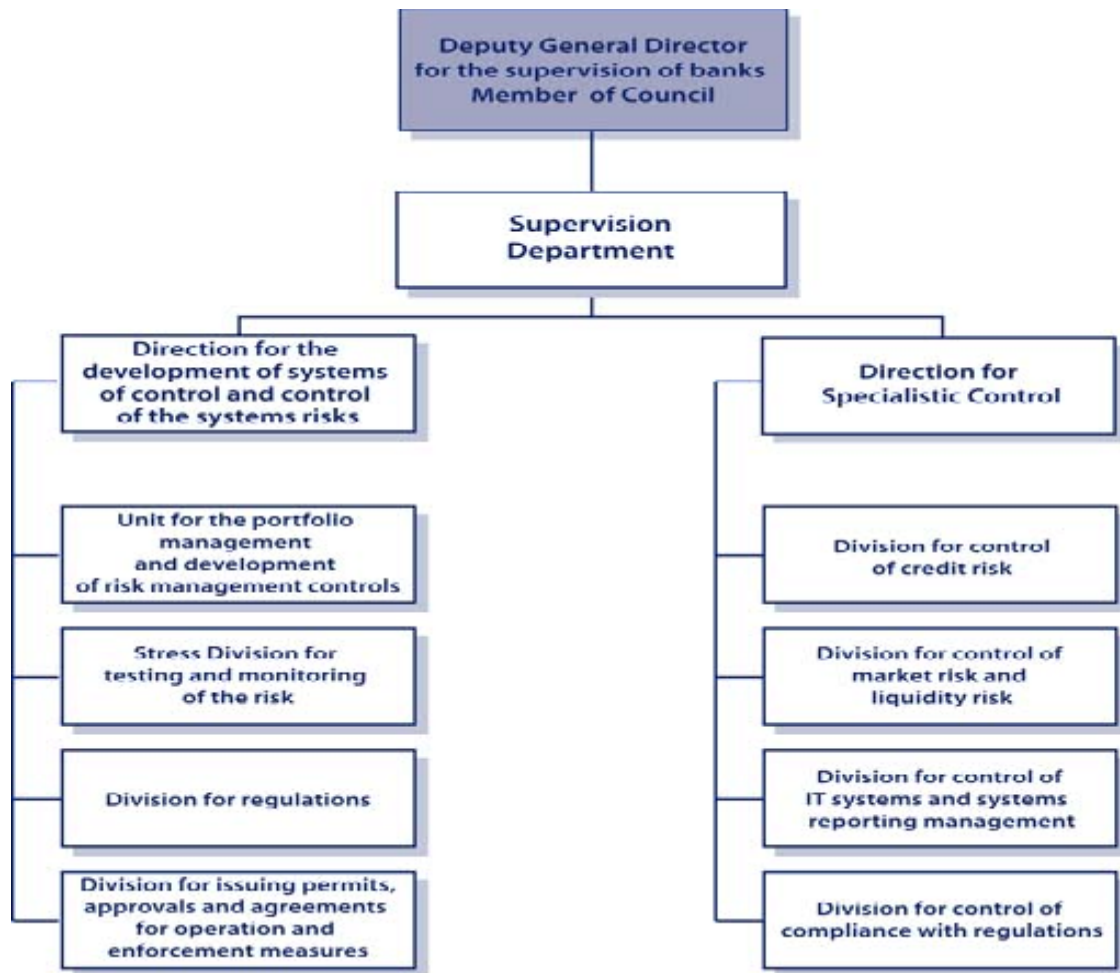 Deputy General Director
for the supervision of banks
Member of Council
Supervision
Department
Direction for the
development of systems
of control and control
of the systems risks
Unit for the portfolio
management
and development
of risk management controls
Stress Division for
testing and monitoring
of the risk
Division for regulations
Division for issuing permits,
approvals and agreements
for operation and
enforcement measures
Direction for
Specialistic Control
Division for control
of credit risk
Division for control of
market risk and
liquidity risk
Division for control of
IT systems and systems
reporting management
Division for control of
compliance with regulations